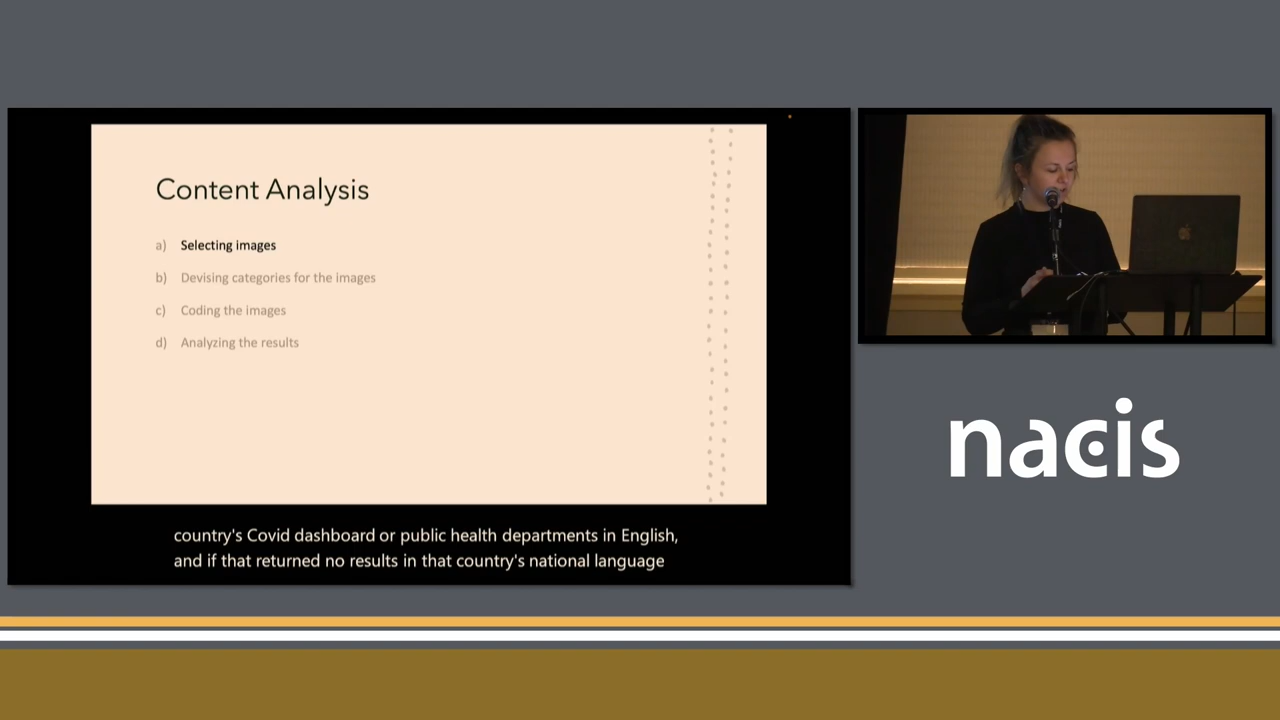 Content Analysis
a) Selecting images
b) Devising categories for the images
c) Coding the images
d) Analyzing the results
country's Covid dashboard or public health departments in English,
and if that returned no results in that country's national language
nacis